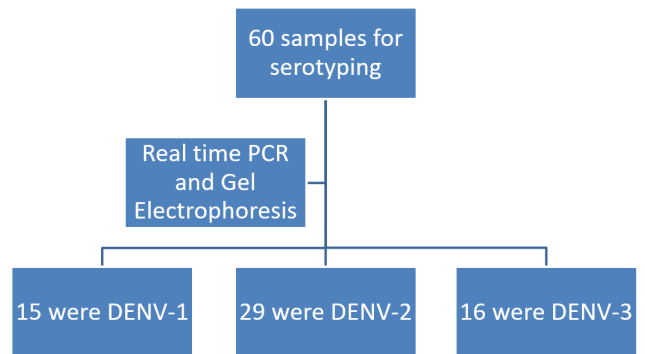 60 samples for
serotyping
Real time PCR
and Gel
Electrophoresis
15 were DENV-1
29 were DENV-2
16 were DENV-3